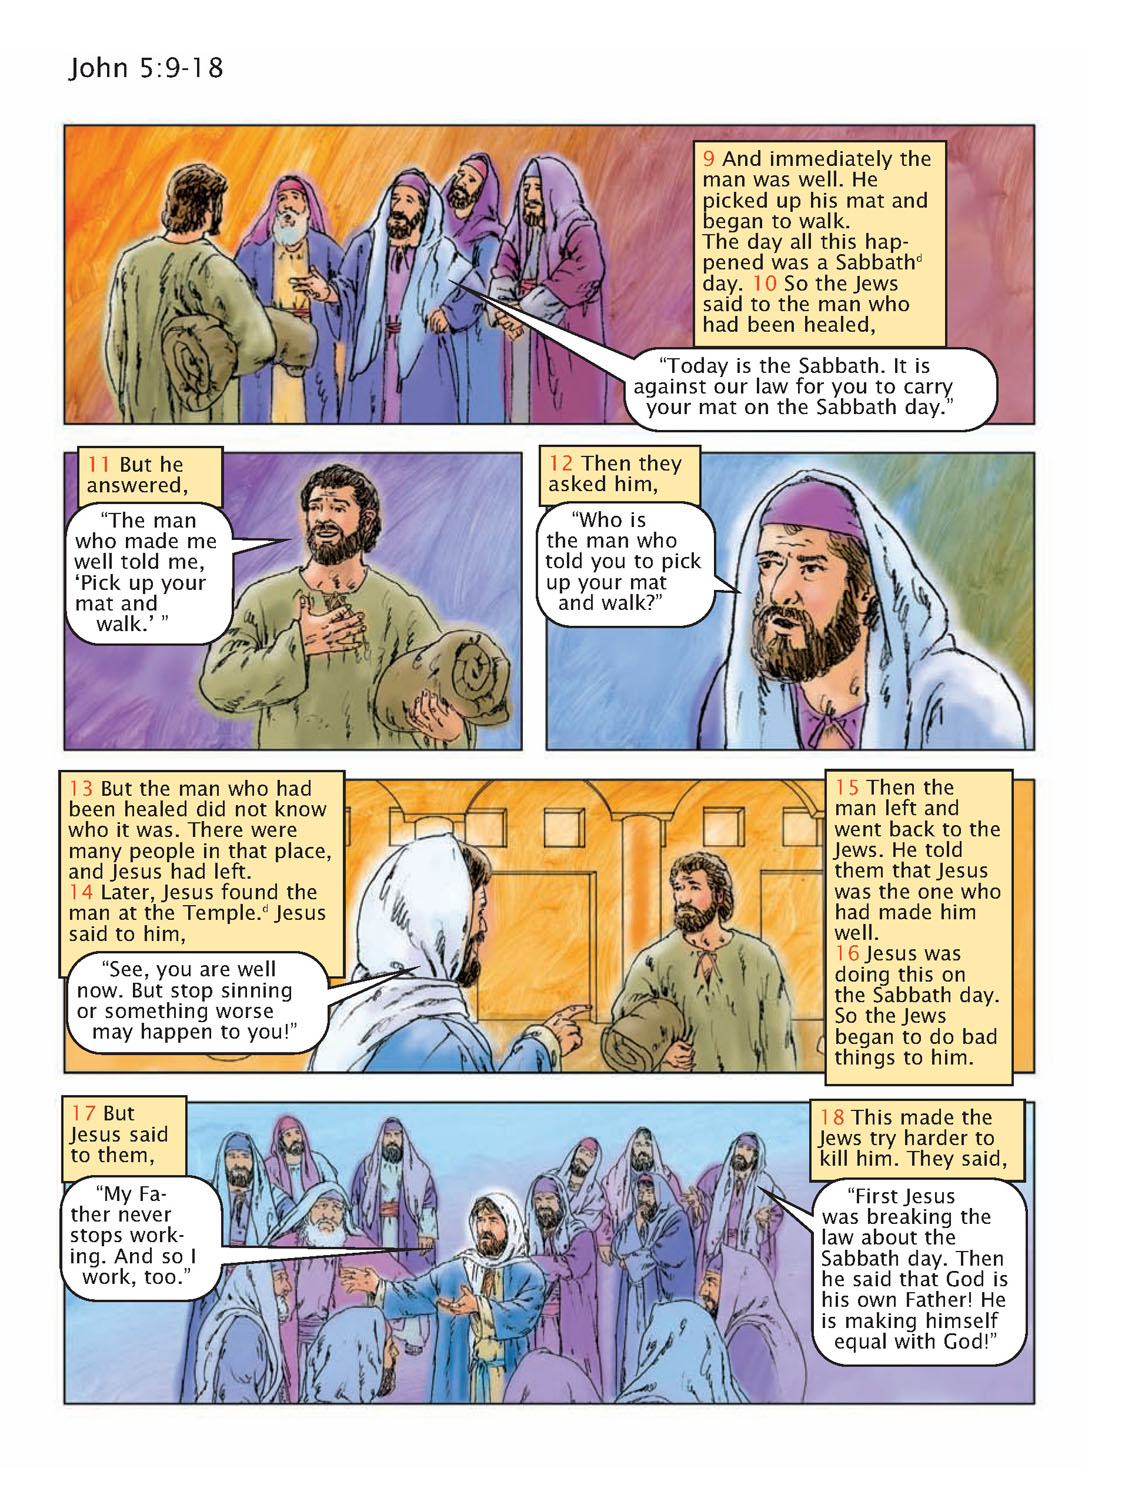 John 5:9-18
9 And immediately the
man was well. He
picked up his mat and
began to walk.
The day all this hap-
pened was a Sabbathᵈ
day. 10 So the Jews
said to the man who
had been healed,
“Today is the Sabbath. It is
against our law for you to carry
your mat on the Sabbath day.”
11 But he
answered,
“The man
who made me
well told me,
‘Pick up your
mat and
walk.’ ”
12 Then they
asked him,
“Who is
the man who
told you to pick
up your mat
and walk?”
13 But the man who had
been healed did not know
who it was. There were
many people in that place,
and Jesus had left.
14 Later, Jesus found the
man at the Temple.ᵈ Jesus
said to him,
“See, you are well
now. But stop sinning
or something worse
may happen to you!”
15 Then the
man left and
went back to the
Jews. He told
them that Jesus
was the one who
had made him
well.
16 Jesus was
doing this on
the Sabbath day.
So the Jews
began to do bad
things to him.
17 But
Jesus said
to them,
“My Fa-
ther never
stops work-
ing. And so I
work, too.”
18 This made the
Jews try harder to
kill him. They said,
“First Jesus
was breaking the
law about the
Sabbath day. Then
he said that God is
his own Father! He
is making himself
equal with God!”